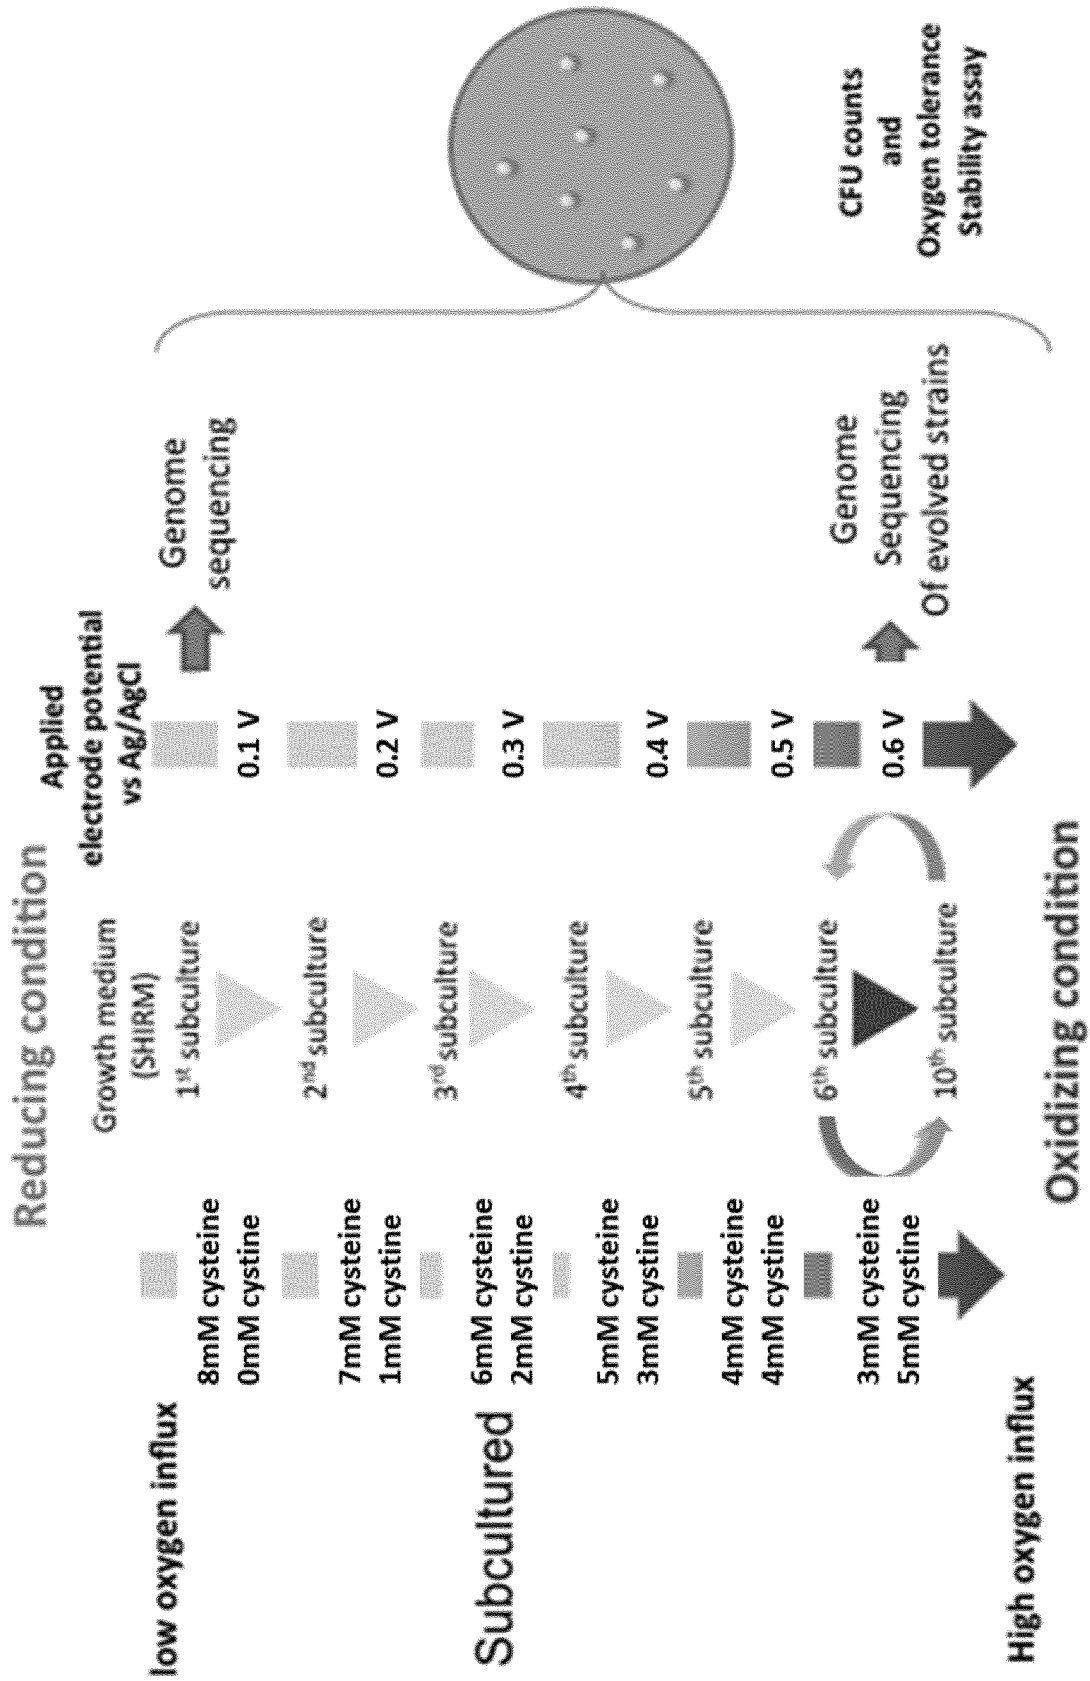 Reducing condition
low oxygen influx
Subcultured
High oxygen influx
8mM cysteine
0mM cystine
7mM cysteine
1mM cystine
6mM cysteine
2mM cystine
5mM cysteine
3mM cystine
4mM cysteine
4mM cystine
3mM cysteine
5mM cystine
Growth medium
(SHIRM)
1st subculture
2nd subculture
3rd subculture
4th subculture
5th subculture
6th subculture
10th subculture
Applied
electrode potential
vs Ag/AgCl
0.1 V
0.2 V
0.3 V
0.4 V
0.5 V
0.6 V
Genome
sequencing
Genome
Sequencing
Of evolved strains
CFU counts
and
Oxygen tolerance
Stability assay
Oxidizing condition